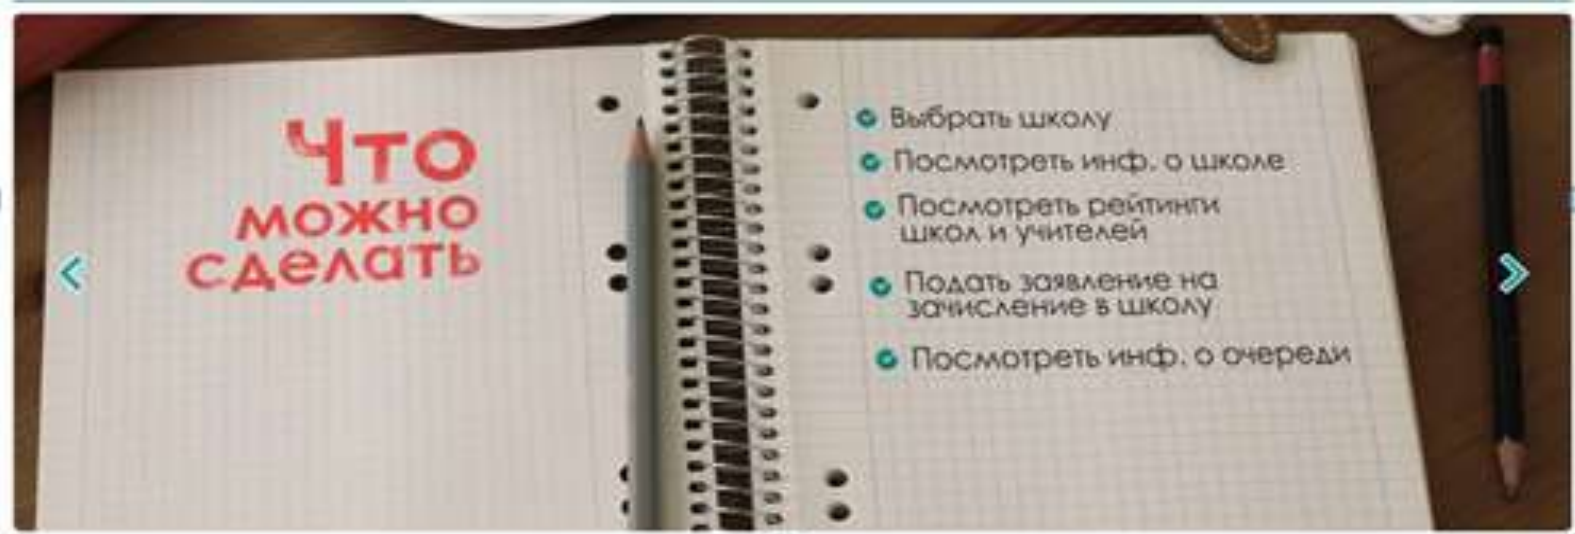 Что
можно
сделать
Выбрать школу
Посмотреть инф. о школе
Посмотреть рейтинги
школ и учителей
Подать заявление на
зачисление в школу
Посмотреть инф. о очереди